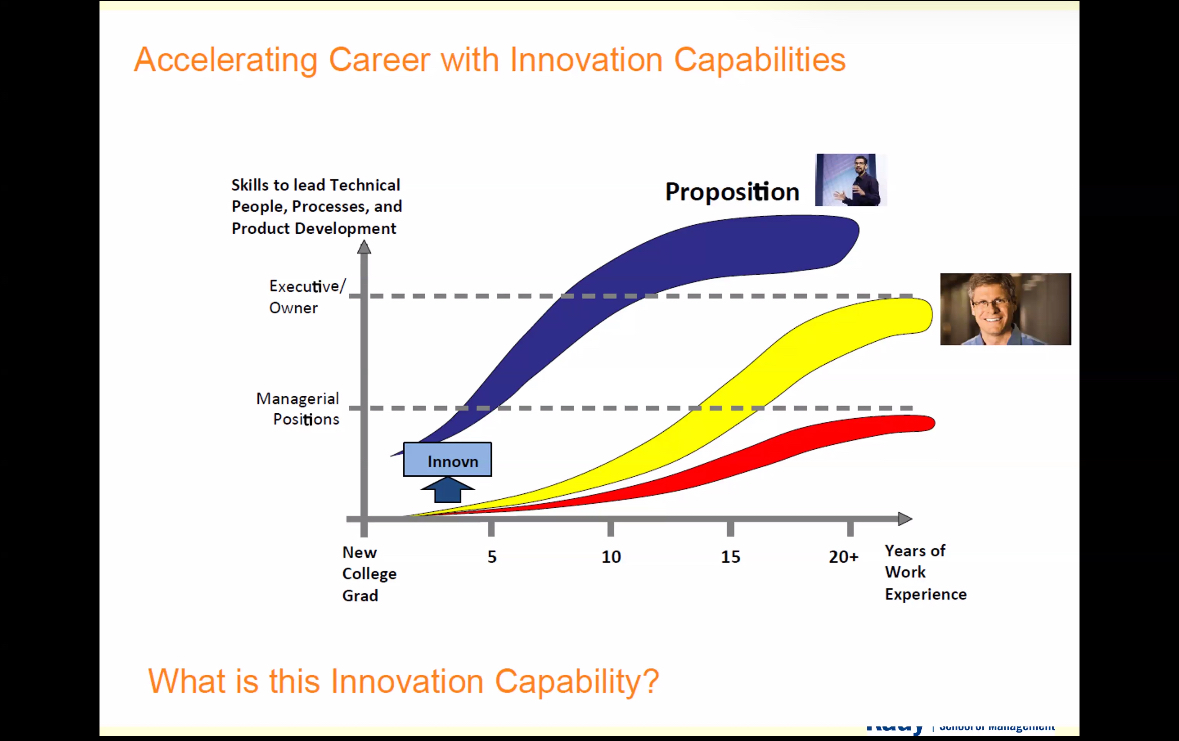 Accelerating Career with Innovation Capabilities
Skills to lead Technical
People, Processes, and
Product Development
Proposition
Executive/
Owner
Managerial
Positions
Innovn
New
College
Grad
5
10
15
20+
Years of
Work
Experience
What is this Innovation Capability?
Rady | School of Management